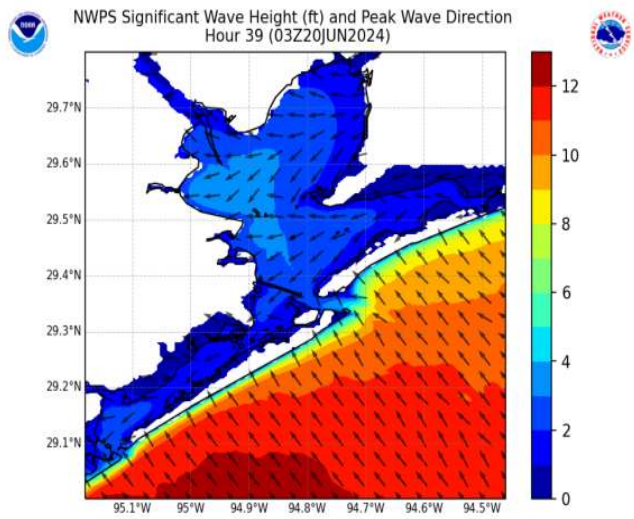 NWPS Significant Wave Height (ft) and Peak Wave Direction
Hour 39 (03Z20JUN2024)
NOAA
29.7°N
29.6°N
29.5°N
29.4°N
29.3°N
29.2°N
29.1°N
95.1°W 95°W 94.9°W 94.8°W 94.7°W 94.6°W 94.5°W
12
10
8
6
4
2
0